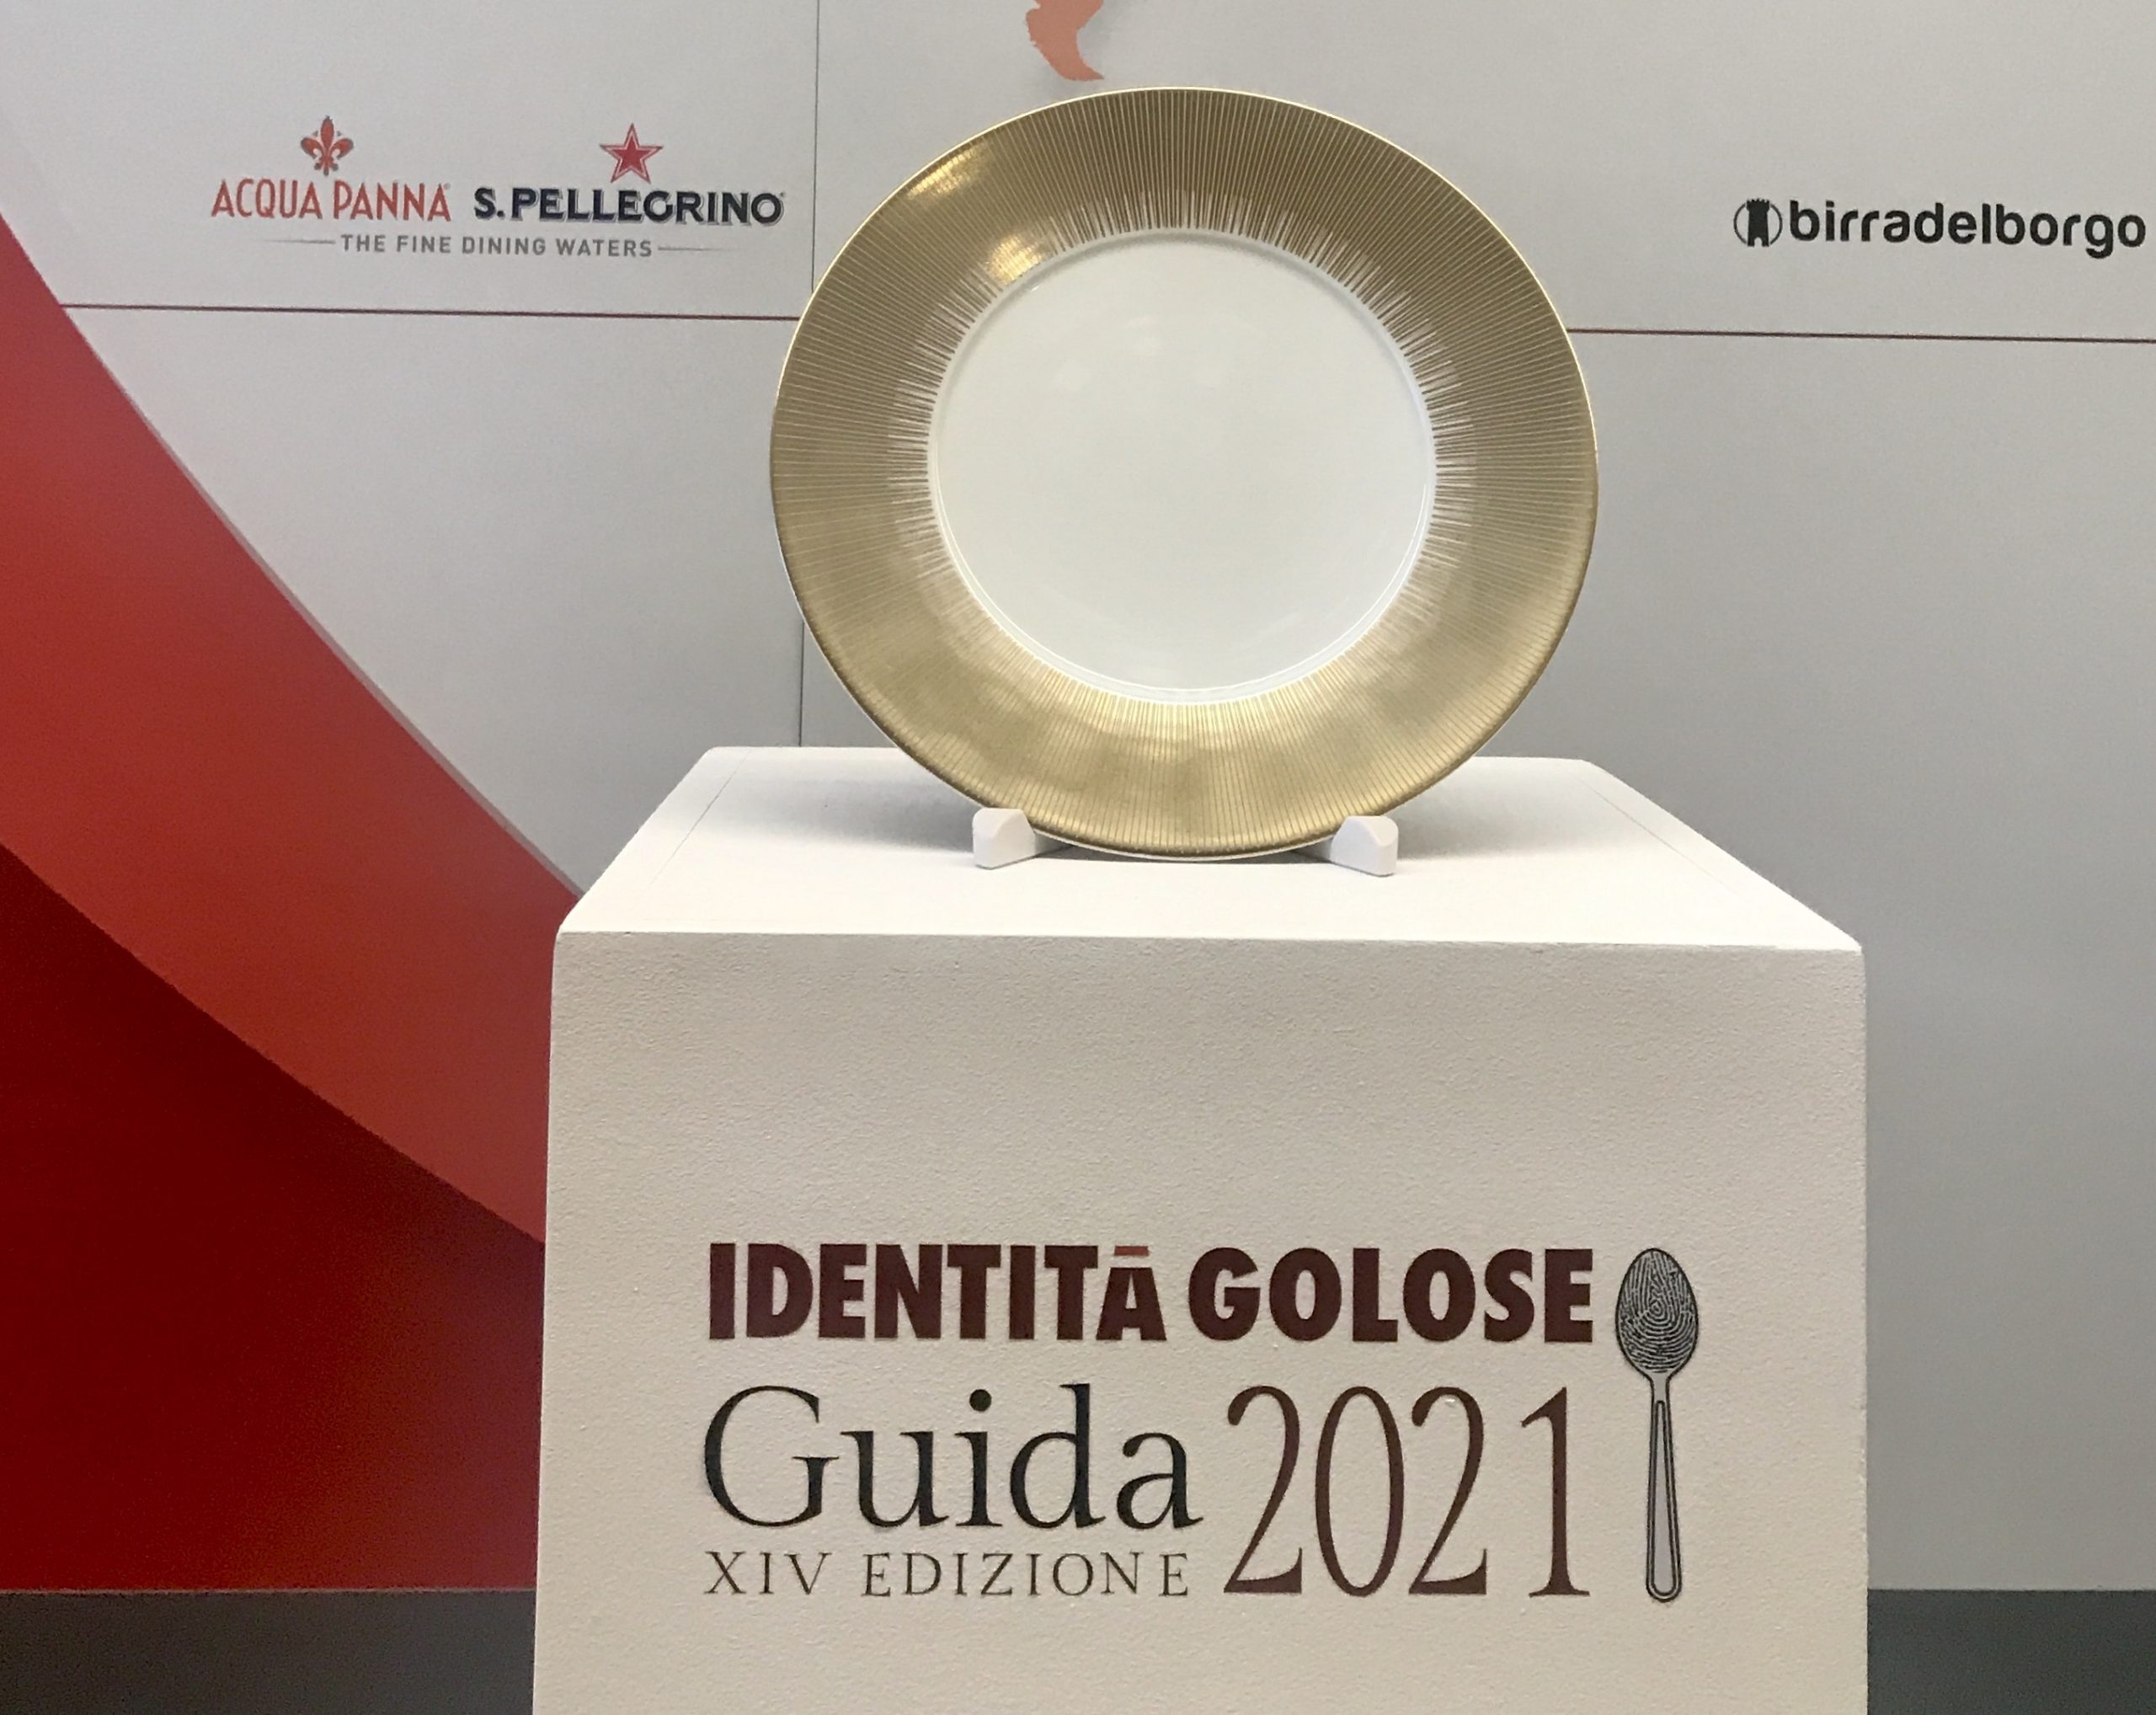 ACQUA PANNA S.PELLEGRINO
THE FINE DINING WATERS
birradelborgo
IDENTITĀ GOLOSE
Guida 2021
XIV EDIZIONE